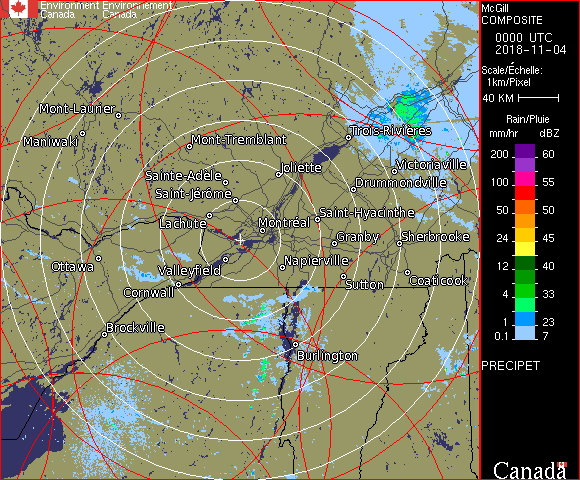 Environment Environnement
Canada Canada
McGill
COMPOSITE
0000 UTC
2018-11-04
Scale/Échelle:
1km/Pixel
40 KM
Rain/Pluie
mm/hr dBZ
200 60
100 55
50 50
24 45
12 40
4 33
1 23
0.1 7
PRECIPET
Canada
Mont-Laurier
Maniwaki
Mont-Tremblant
Trois-Rivières
Sainte-Adèle
Joliette
Victoriaville
Saint-Jérôme
Drummondville
Lachute
Montréal
Saint-Hyacinthe
Granby
Sherbrooke
Ottawa
Valleyfield
Napierville
Cornwall
Sutton
Coaticook
Brockville
Burlington